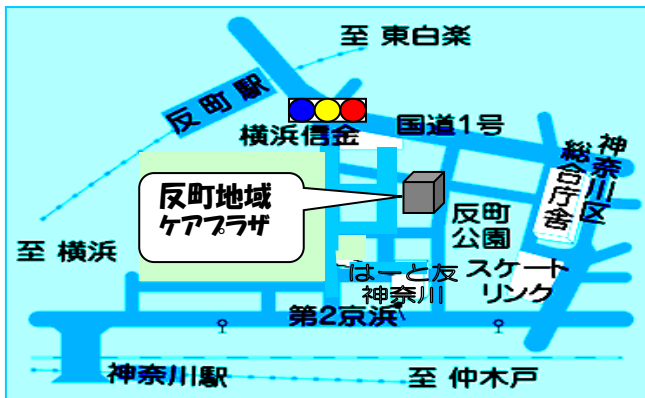 至 東白楽
反町駅
横浜信金
国道1号
神奈川区
総合庁舎
反町地域
ケアプラザ
反町
公園
至 横浜
はーと友
神奈川
スケート
リンク
第2京浜
神奈川駅
至 仲木戸